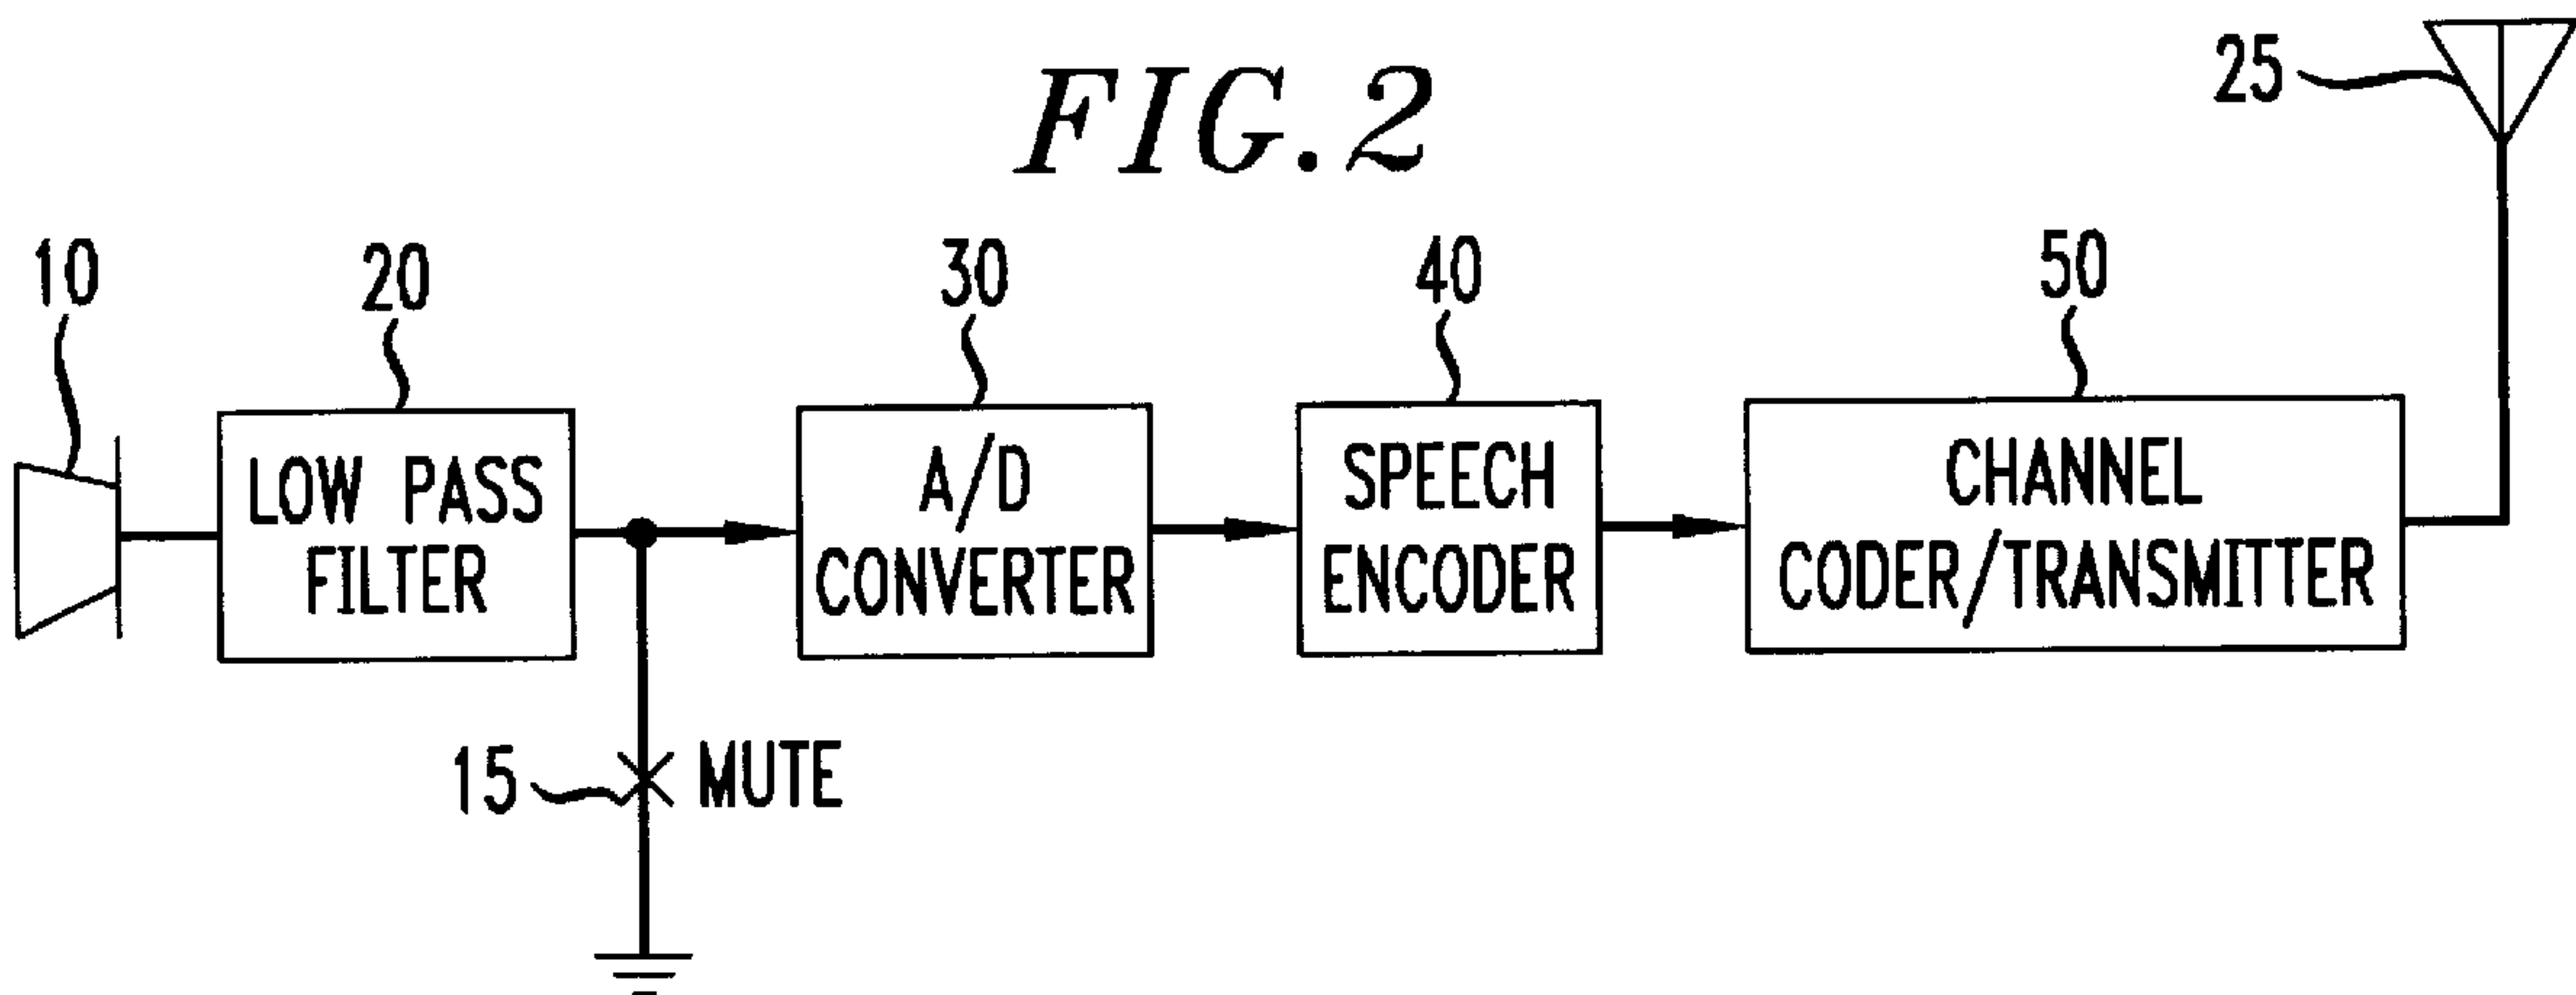 FIG.2
25
10
20
30
40
50
LOW PASS
FILTER
A/D
CONVERTER
SPEECH
ENCODER
CHANNEL
CODER/TRANSMITTER
15
MUTE